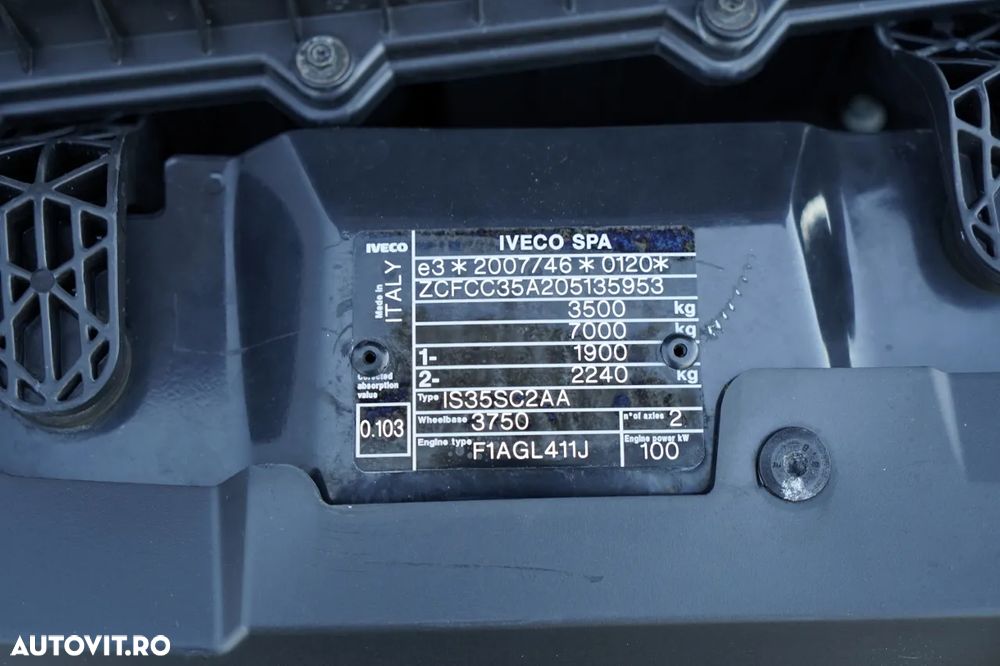 IVECO
IVECO SPA
Made in
ITALY
e3*2007/46*0120*
ZCFCC35A205135953
3500 kg
7000 kg
1- 1900
2- 2240 kg
Corrected
absorption
value
0.103
Type IS35SC2AA
Wheelbase 3750 n°of axles 2
Engine type F1AGL411J Engine power kW 100
AUTOVIT.RO